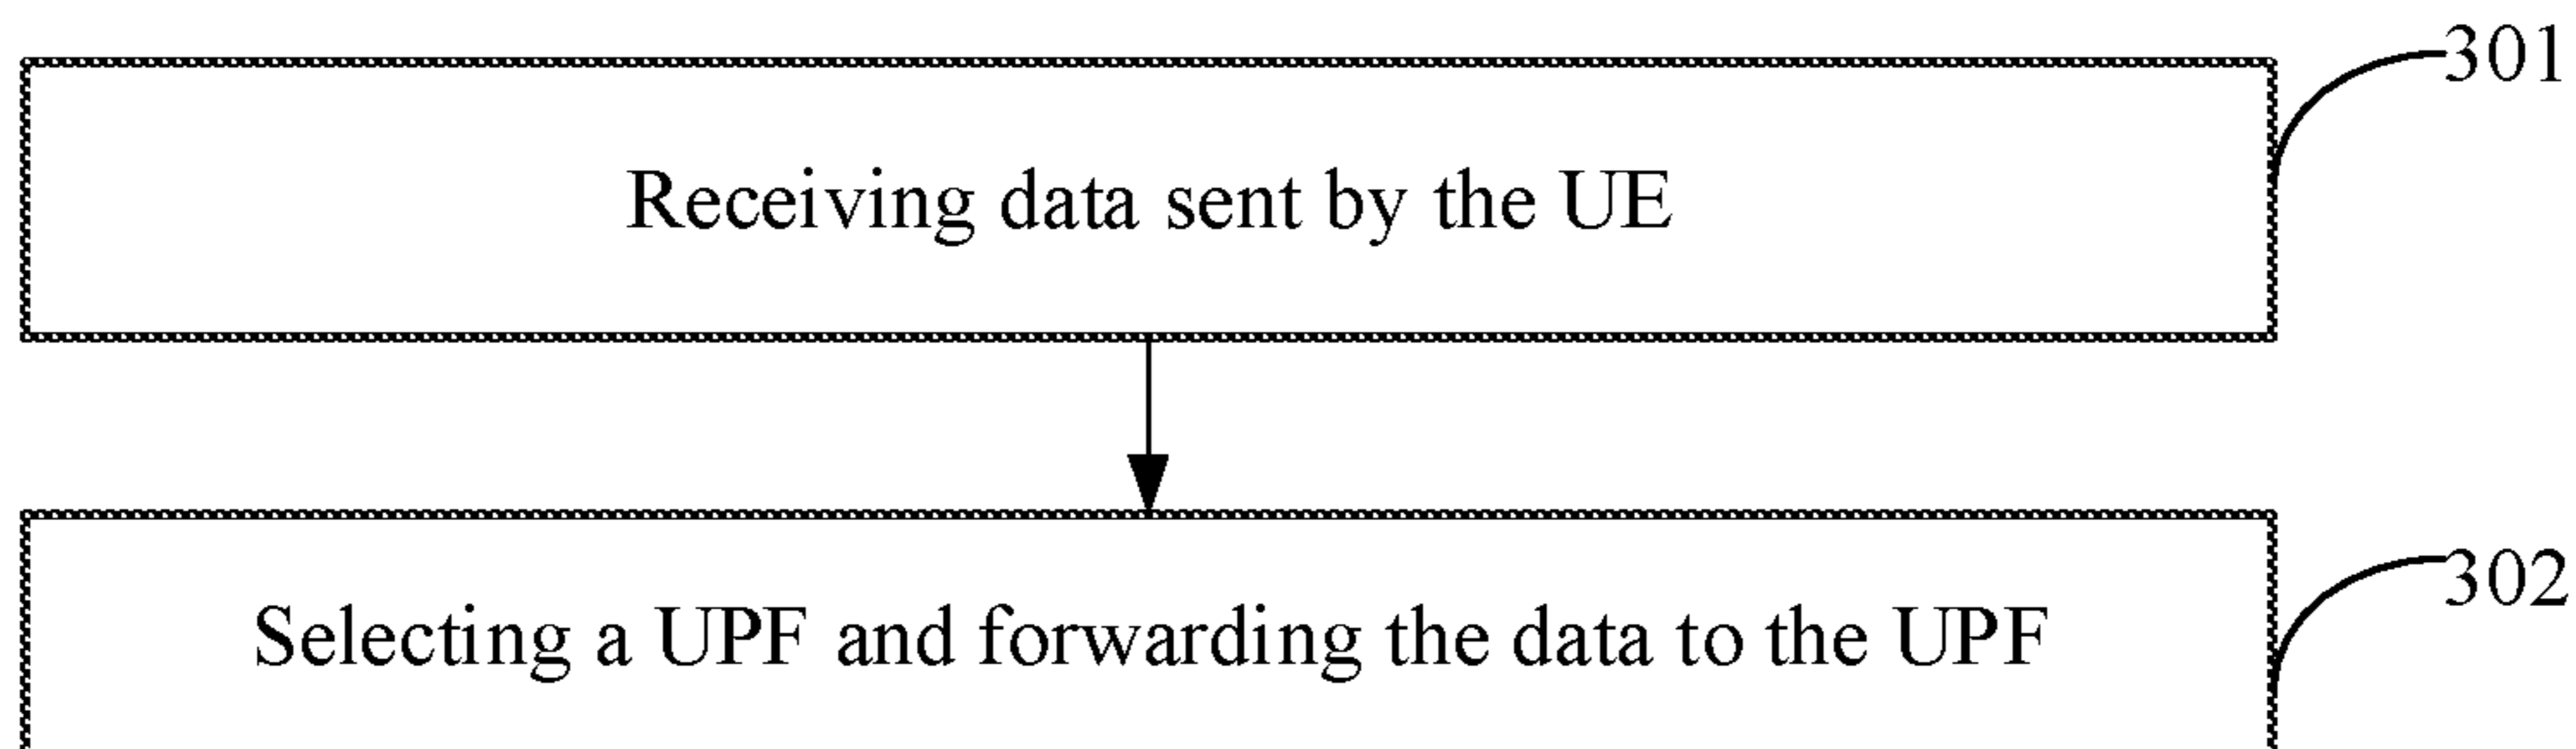 301
Receiving data sent by the UE
302
Selecting a UPF and forwarding the data to the UPF